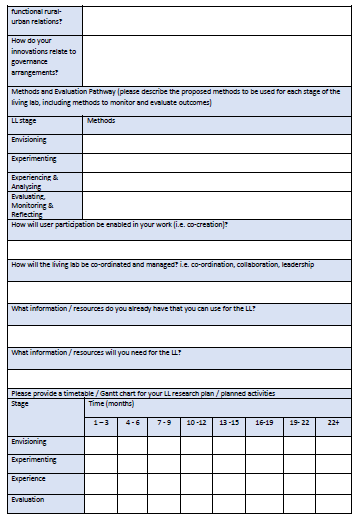 functional rural-
urban relations?
How do your
innovations relate to
governance
arrangements?
Methods and Evaluation Pathway (please describe the proposed methods to be used for each stage of the
living lab, including methods to monitor and evaluate outcomes)
LL stage Methods
Envisioning
Experimenting
Experiencing &
Analysing
Evaluating,
Monitoring &
Reflecting
How will user participation be enabled in your work (i.e. co-creation)?
How will the living lab be co-ordinated and managed? i.e. co-ordination, collaboration, leadership
What information / resources do you already have that you can use for the LL?
What information / resources will you need for the LL?
Please provide a timetable / Gantt chart for your LL research plan / planned activities
Stage Time (months)
1 – 3 4 - 6 7 - 9 10 -12 13 -15 16-19 19- 22 22+
Envisioning
Experimenting
Experience
Evaluation